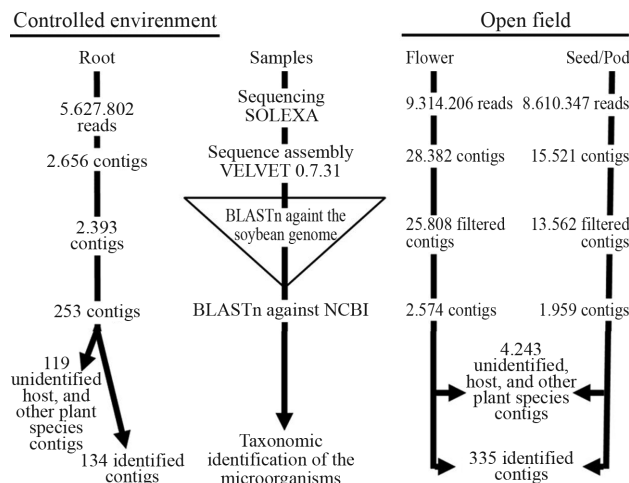 Controlled envirenment
Open field
Root
Samples
Flower
Seed/Pod
5.627.802
reads
Sequencing
SOLEXA
9.314.206 reads
8.610.347 reads
2.656 contigs
Sequence assembly
VELVET 0.7.31
28.382 contigs
15.521 contigs
2.393
contigs
BLASTn againt the
soybean genome
25.808 filtered
contigs
13.562 filtered
contigs
253 contigs
BLASTn against NCBI
2.574 contigs
1.959 contigs
119
unidentified
host, and
other plant
species
contigs
4.243
unidentified,
host, and other
plant species
contigs
134 identified
contigs
Taxonomic
identification of the
microorganisms
335 identified
contigs